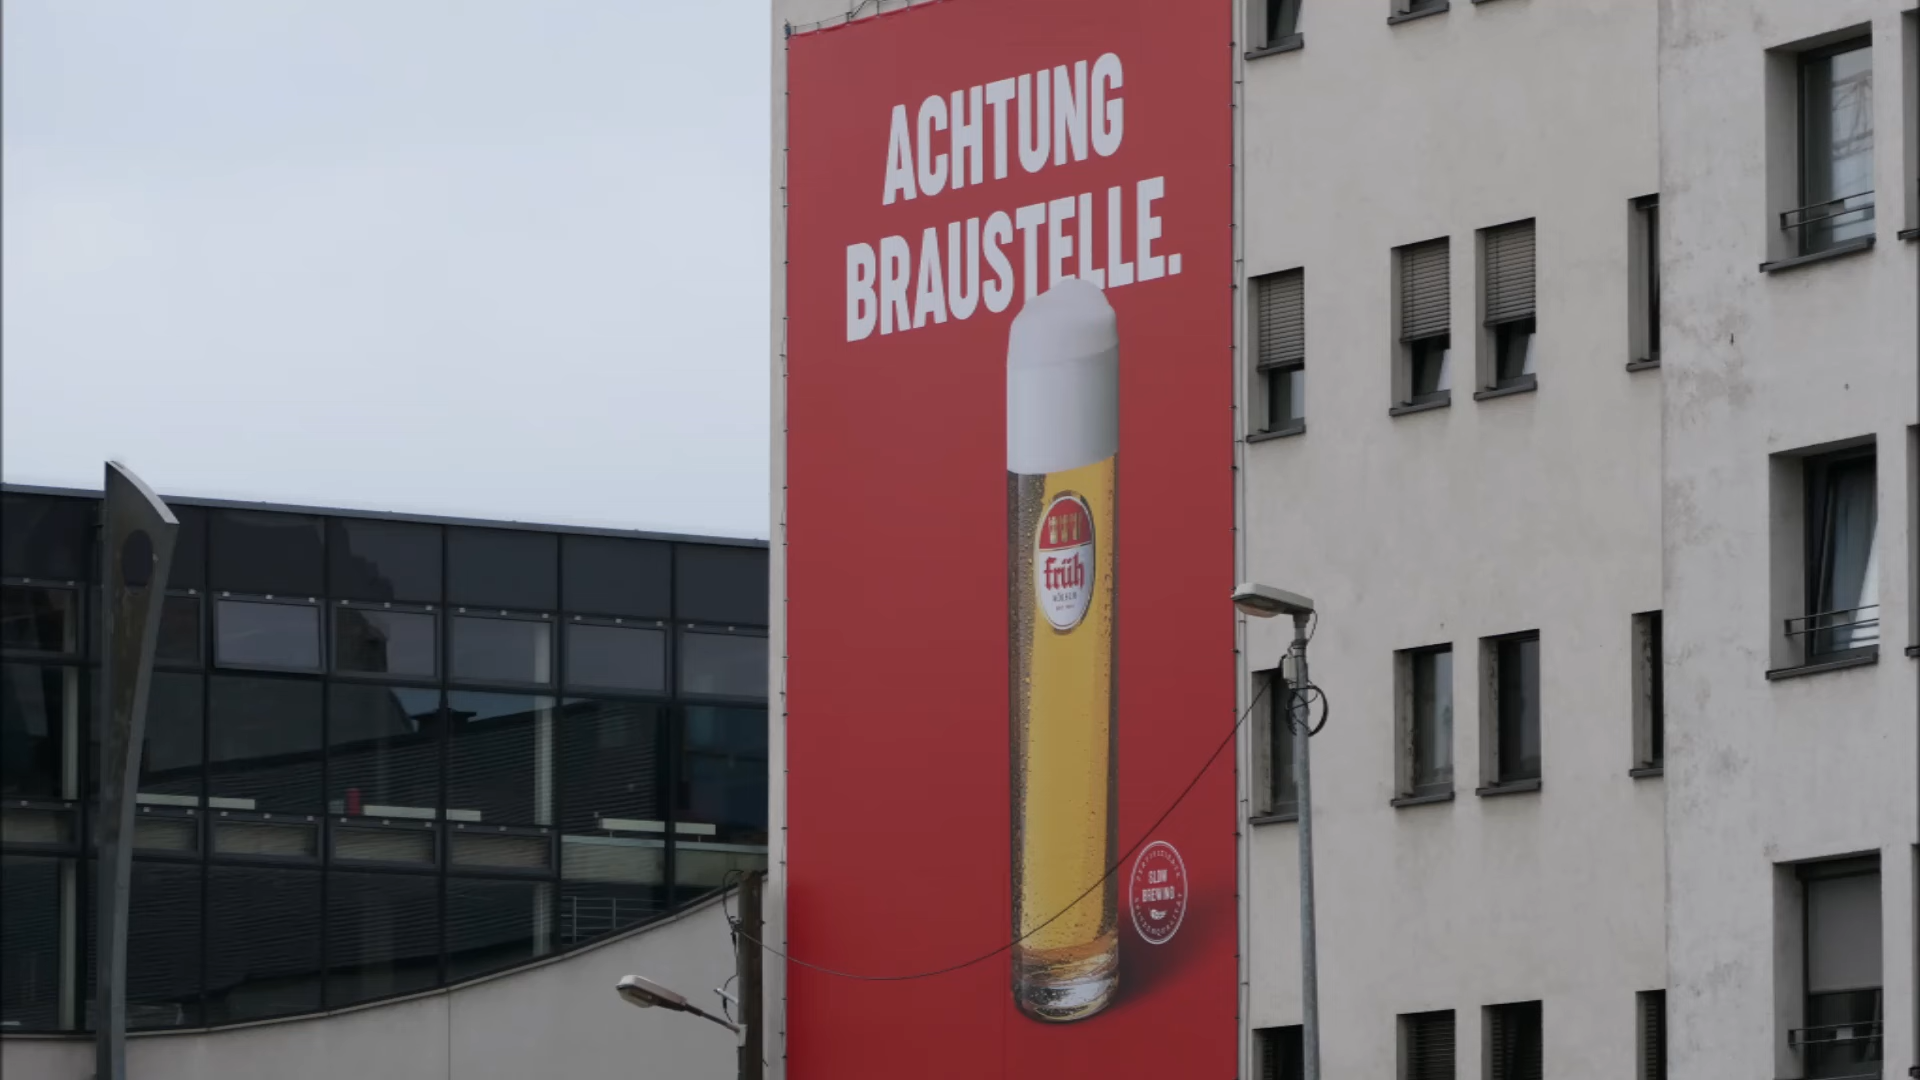 ACHTUNG
BRAUSTELLE.
früh
KÖLSCH
SLOW
BREWING